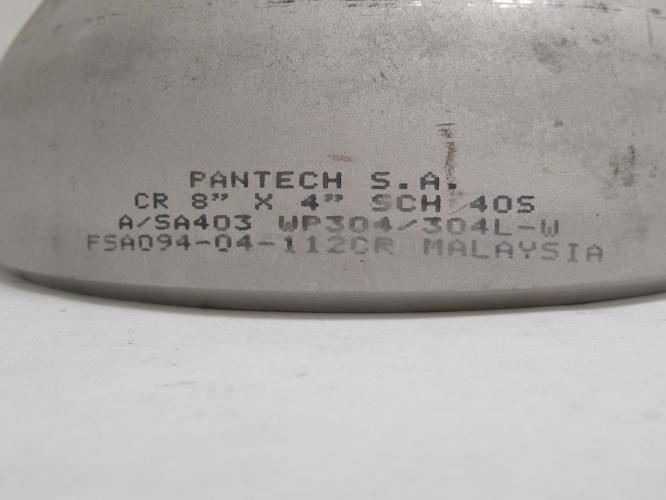 PANTECH S.A.
CR 8” X 4” SCH 40S
A/SA403 WP304/304L-W
FSA094-04-112CR MALAYSIA